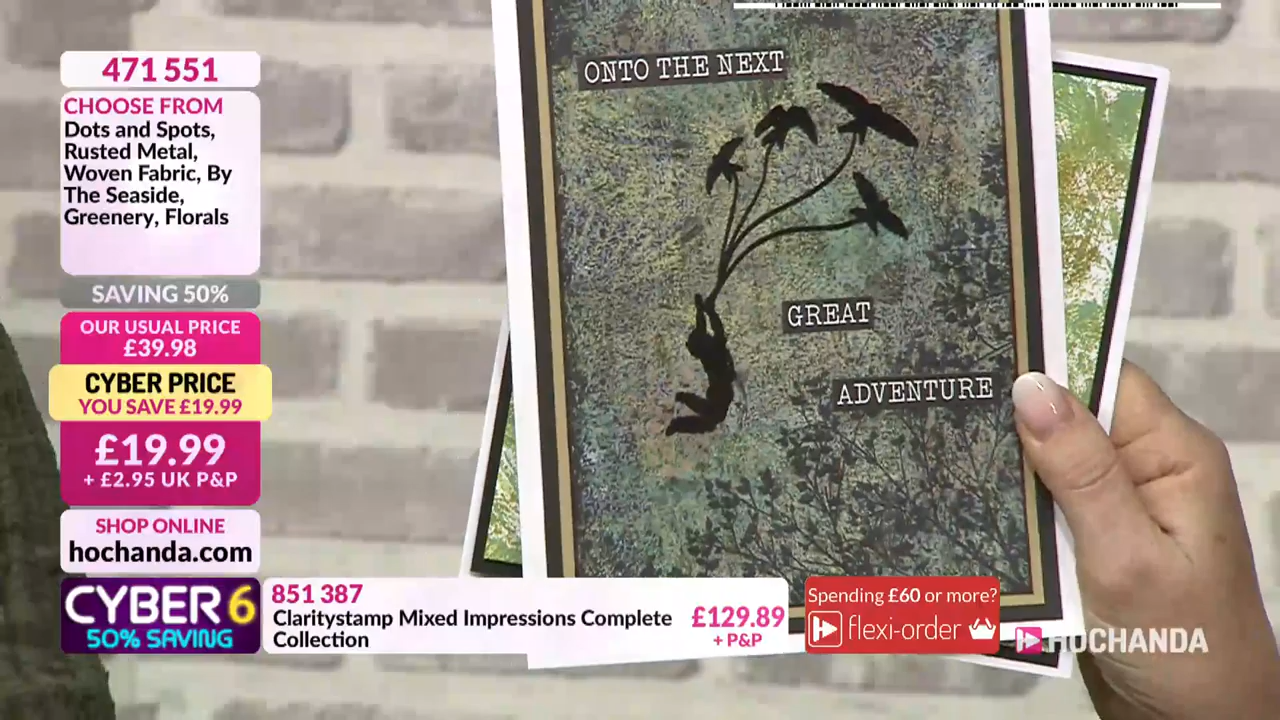 471 551
CHOOSE FROM
Dots and Spots,
Rusted Metal,
Woven Fabric, By
The Seaside,
Greenery, Florals
SAVING 50%
OUR USUAL PRICE
£39.98
CYBER PRICE
YOU SAVE £19.99
£19.99
+ £2.95 UK P&P
SHOP ONLINE
hochanda.com
CYBER 6
50% SAVING
851 387
Claritystamp Mixed Impressions Complete
Collection
£129.89
+ P&P
Spending £60 or more?
flexi-order
HOCHANDA
ONTO THE NEXT
GREAT
ADVENTURE